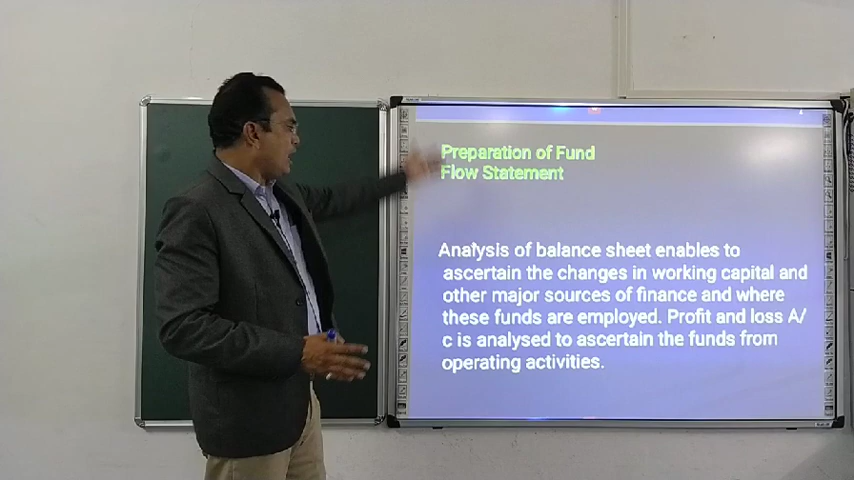 Preparation of Fund
Flow Statement
Analysis of balance sheet enables to
ascertain the changes in working capital and
other major sources of finance and where
these funds are employed. Profit and loss A/
c is analysed to ascertain the funds from
operating activities.